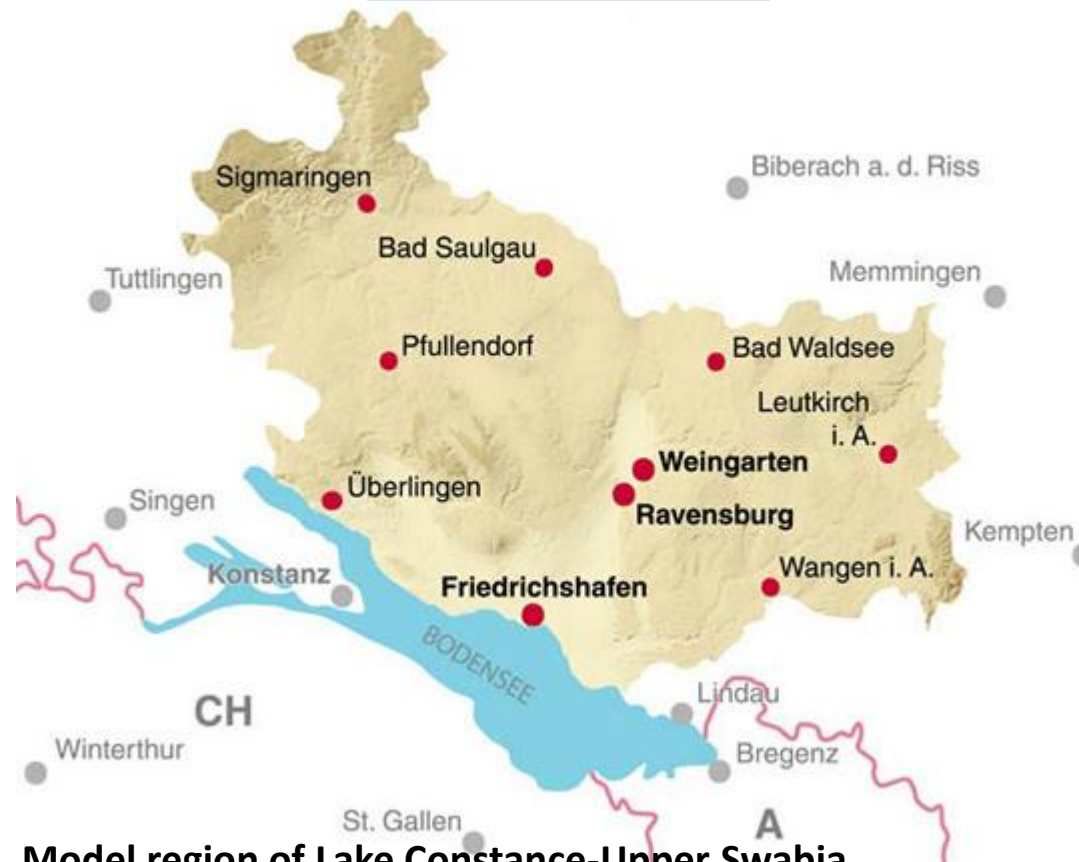 Sigmaringen
Biberach a. d. Riss
Bad Saulgau
Tuttlingen
Memmingen
Pfullendorf
Bad Waldsee
Leutkirch
i. A.
Weingarten
Überlingen
Singen
Ravensburg
Kempten
Konstanz
Wangen i. A.
Friedrichshafen
BODENSEE
Lindau
CH
Winterthur
Bregenz
St. Gallen
A
Model region of Lake Constance-Upper Swabia